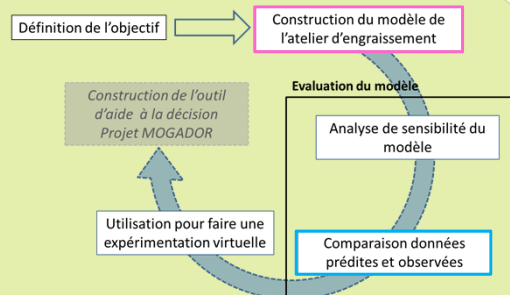 Définition de l'objectif
Construction du modèle de
l'atelier d'engraissement
Evaluation du modèle
Construction de l'outil
d'aide à la décision
Projet MOGADOR
Analyse de sensibilité du
modèle
Utilisation pour faire une
expérimentation virtuelle
Comparaison données
prédites et observées